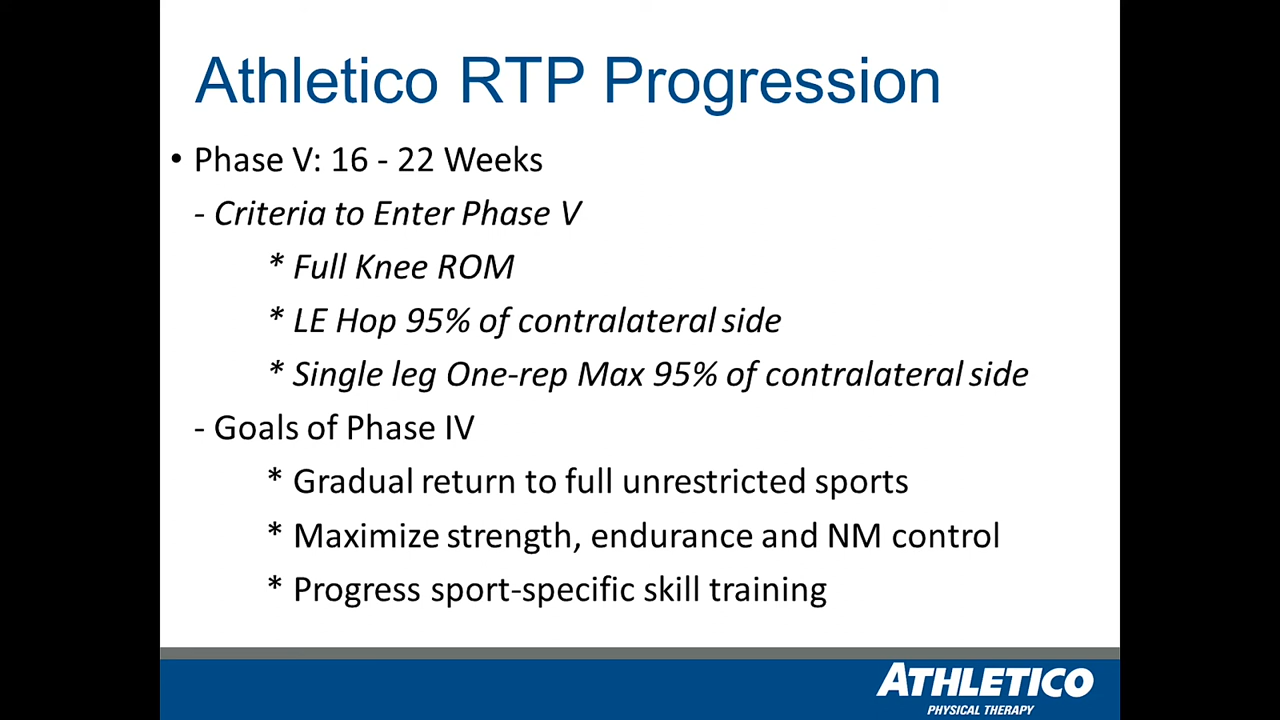 Athletico RTP Progression
• Phase V: 16 - 22 Weeks
- Criteria to Enter Phase V
* Full Knee ROM
* LE Hop 95% of contralateral side
* Single leg One-rep Max 95% of contralateral side
- Goals of Phase IV
* Gradual return to full unrestricted sports
* Maximize strength, endurance and NM control
* Progress sport-specific skill training
ATHLETICO
PHYSICAL THERAPY